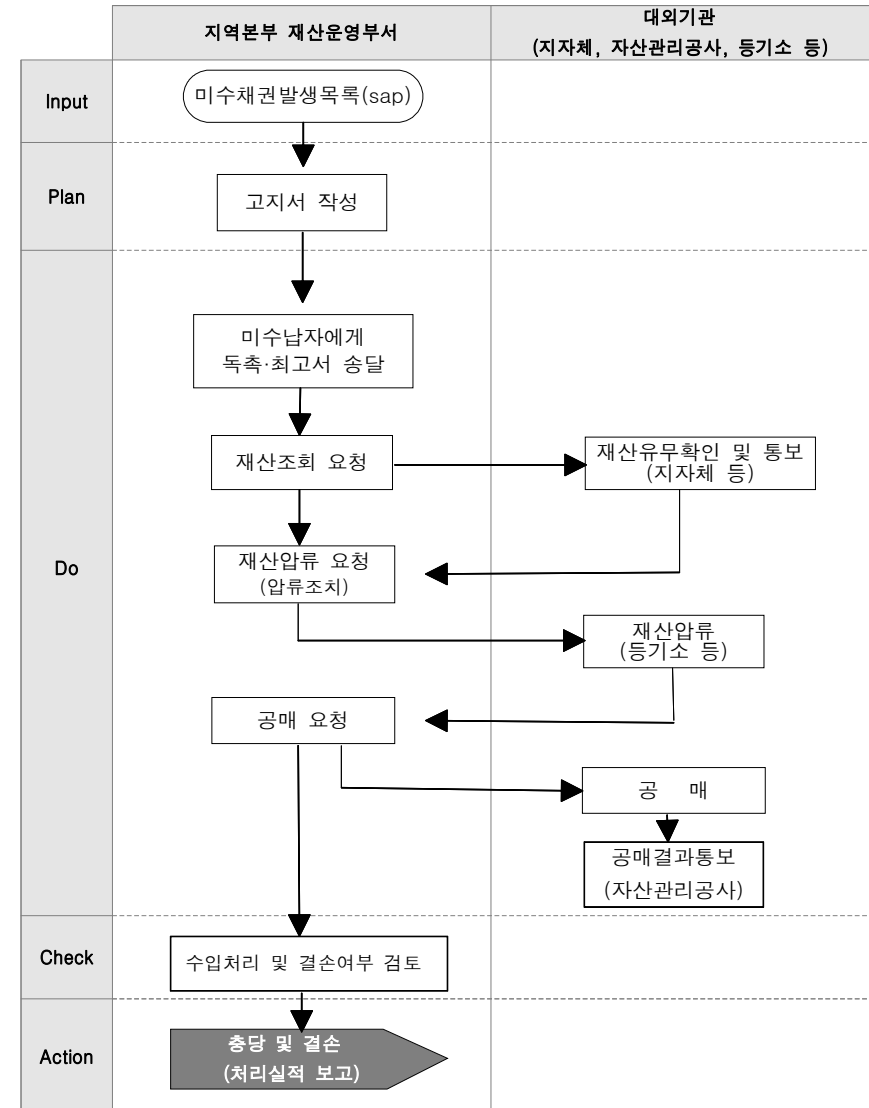 지역본부 재산운영부서
대외기관
(지자체, 자산관리공사, 등기소 등)
Input
미수채권발생목록(sap)
Plan
고지서 작성
Do
미수납자에게
독촉·최고서 송달
재산조회 요청
재산유무확인 및 통보
(지자체 등)
재산압류 요청
(압류조치)
재산압류
(등기소 등)
공매 요청
공 매
공매결과통보
(자산관리공사)
Check
수입처리 및 결손여부 검토
Action
충당 및 결손
(처리실적 보고)